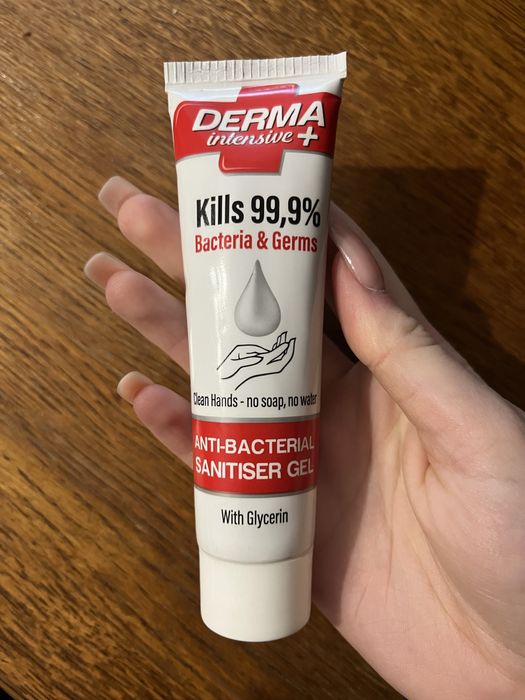 DERMA
intensive +
Kills 99,9%
Bacteria & Germs
Clean Hands - no soap, no water
ANTI-BACTERIAL
SANITISER GEL
With Glycerin